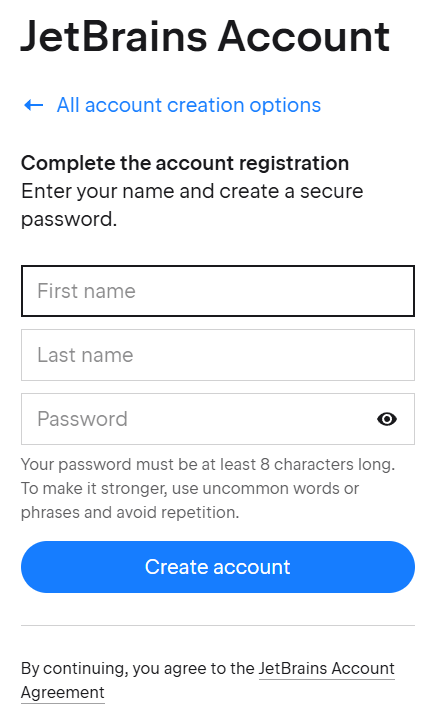 JetBrains Account
← All account creation options
Complete the account registration
Enter your name and create a secure
password.
First name
Last name
Password
Your password must be at least 8 characters long.
To make it stronger, use uncommon words or
phrases and avoid repetition.
Create account
By continuing, you agree to the JetBrains Account
Agreement